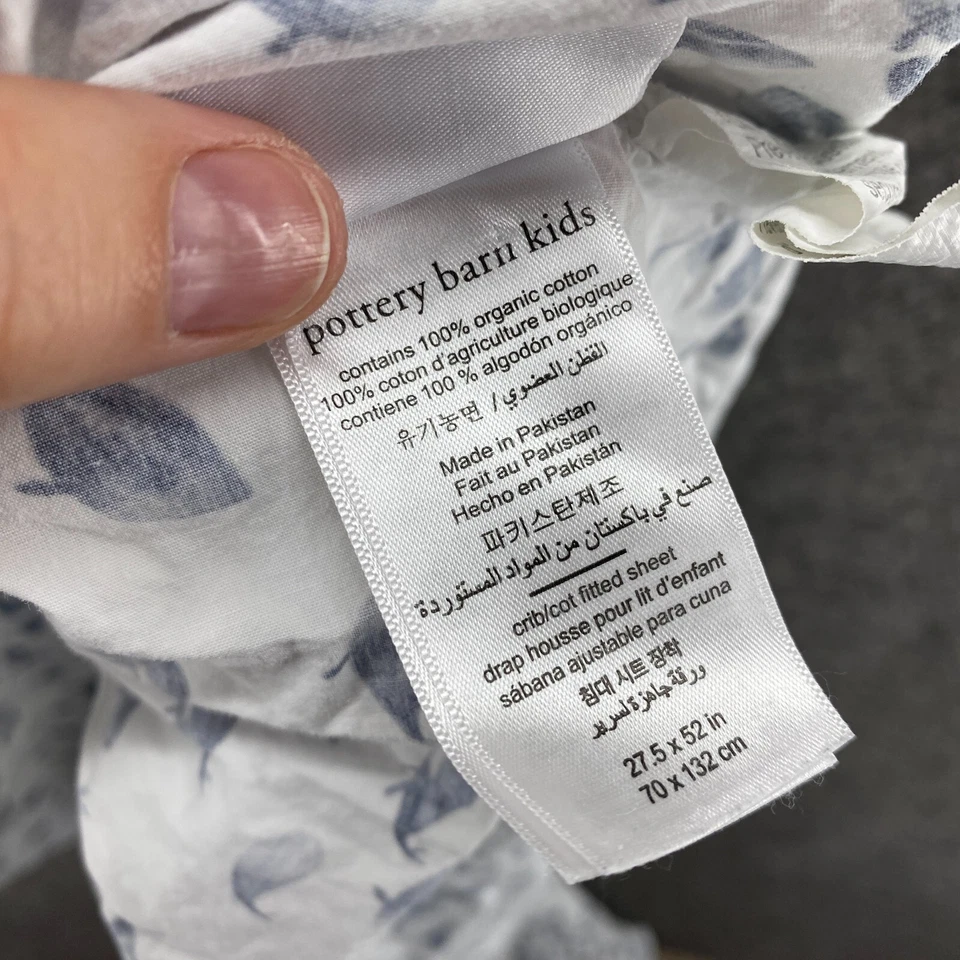 pottery barn kids
contains 100% organic cotton
100% coton d'agriculture biologique
contiene 100 % algodón orgánico
유기농면 / القطن العضوي
Made in Pakistan
Fait au Pakistan
Hecho en Pakistán
파키스탄제조
صنع في باكستان من المواد المستوردة
crib/cot fitted sheet
drap housse pour lit d'enfant
sábana ajustable para cuna
침대 시트 장착
ورقة جاهزة لسرير
27.5 x 52 in
70 x 132 cm